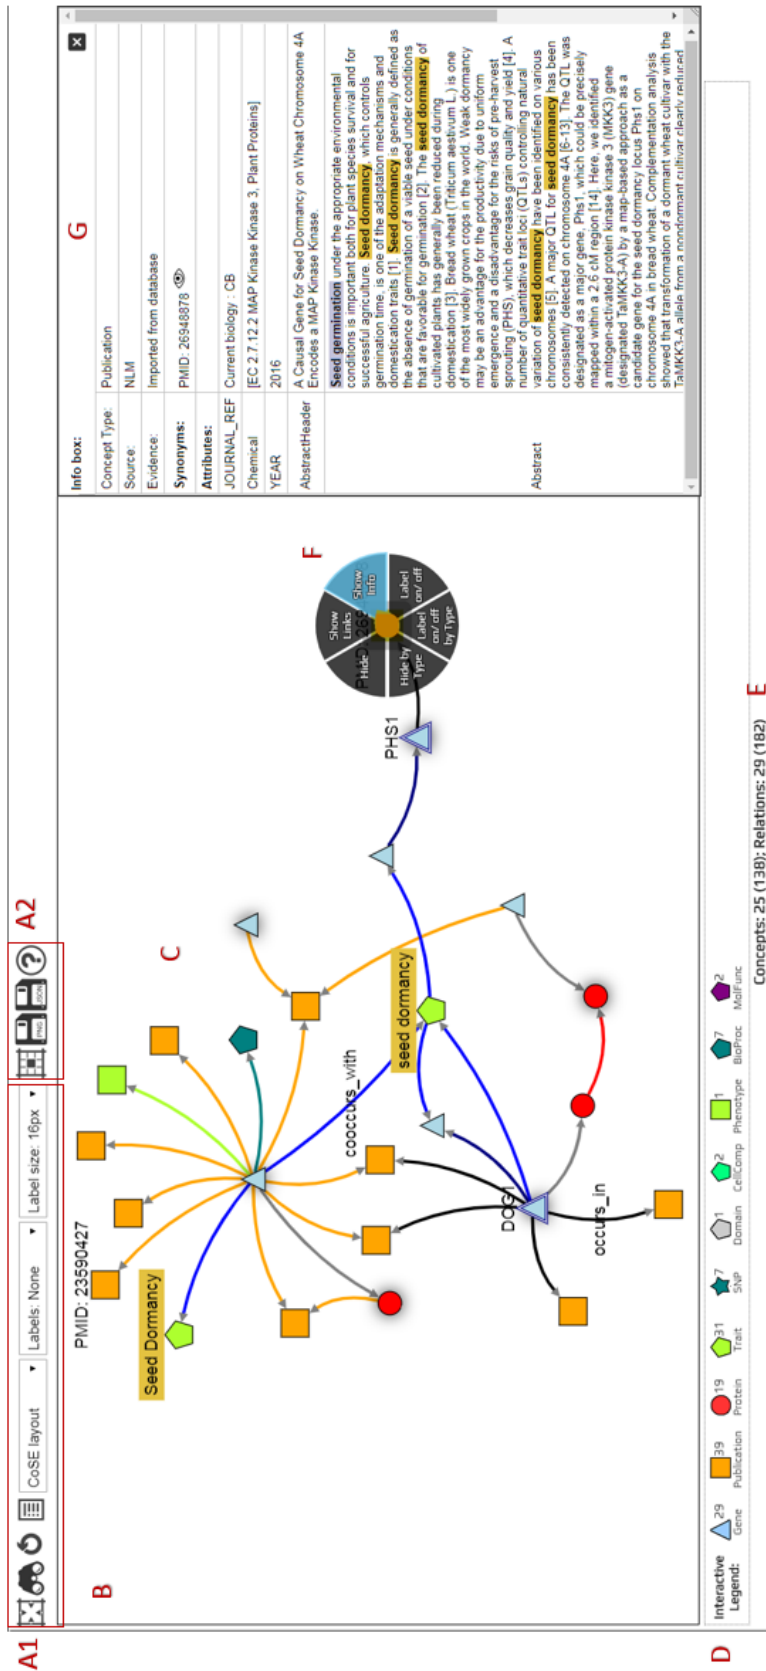 A1
A2
CoSE layout
Labels: None
Label size: 16px
PNG
JSON
?
B
C
PMID: 23590427
Seed Dormancy
cooccurs_with
seed dormancy
DOG1
occurs_in
PHS1
F
Hide
Show Links
Show Info
Label on/ off
Label on/ off by Type
Hide by Type
G
Info box:
X
Concept Type: Publication
Source: NLM
Evidence: Imported from database
Synonyms: PMID: 26948878
Attributes:
JOURNAL_REF Current biology : CB
Chemical [EC 2.7.12.2 MAP Kinase Kinase 3, Plant Proteins]
YEAR 2016
AbstractHeader A Causal Gene for Seed Dormancy on Wheat Chromosome 4A
Encodes a MAP Kinase Kinase.
Abstract
Seed germination under the appropriate environmental
conditions is important both for plant species survival and for
successful agriculture. Seed dormancy, which controls
germination time, is one of the adaptation mechanisms and
domestication traits [1]. Seed dormancy is generally defined as
the absence of germination of a viable seed under conditions
that are favorable for germination [2]. The seed dormancy of
cultivated plants has generally been reduced during
domestication [3]. Bread wheat (Triticum aestivum L.) is one
of the most widely grown crops in the world. Weak dormancy
may be an advantage for the productivity due to uniform
emergence and a disadvantage for the risks of pre-harvest
sprouting (PHS), which decreases grain quality and yield [4]. A
number of quantitative trait loci (QTLs) controlling natural
variation of seed dormancy have been identified on various
chromosomes [5]. A major QTL for seed dormancy has been
consistently detected on chromosome 4A [6-13]. The QTL was
designated as a major gene, Phs1, which could be precisely
mapped within a 2.6 cM region [14]. Here, we identified
a mitogen-activated protein kinase kinase 3 (MKK3) gene
(designated TaMKK3-A) by a map-based approach as a
candidate gene for the seed dormancy locus Phs1 on
chromosome 4A in bread wheat. Complementation analysis
showed that transformation of a dormant wheat cultivar with the
TaMKK3-A allele from a nondormant cultivar clearly reduced
D
Interactive
Legend:
29
Gene
39
Publication
19
Protein
31
Trait
7
SNP
1
Domain
2
CellComp
1
Phenotype
7
BioProc
2
MolFunc
Concepts: 25 (138); Relations: 29 (182)
E